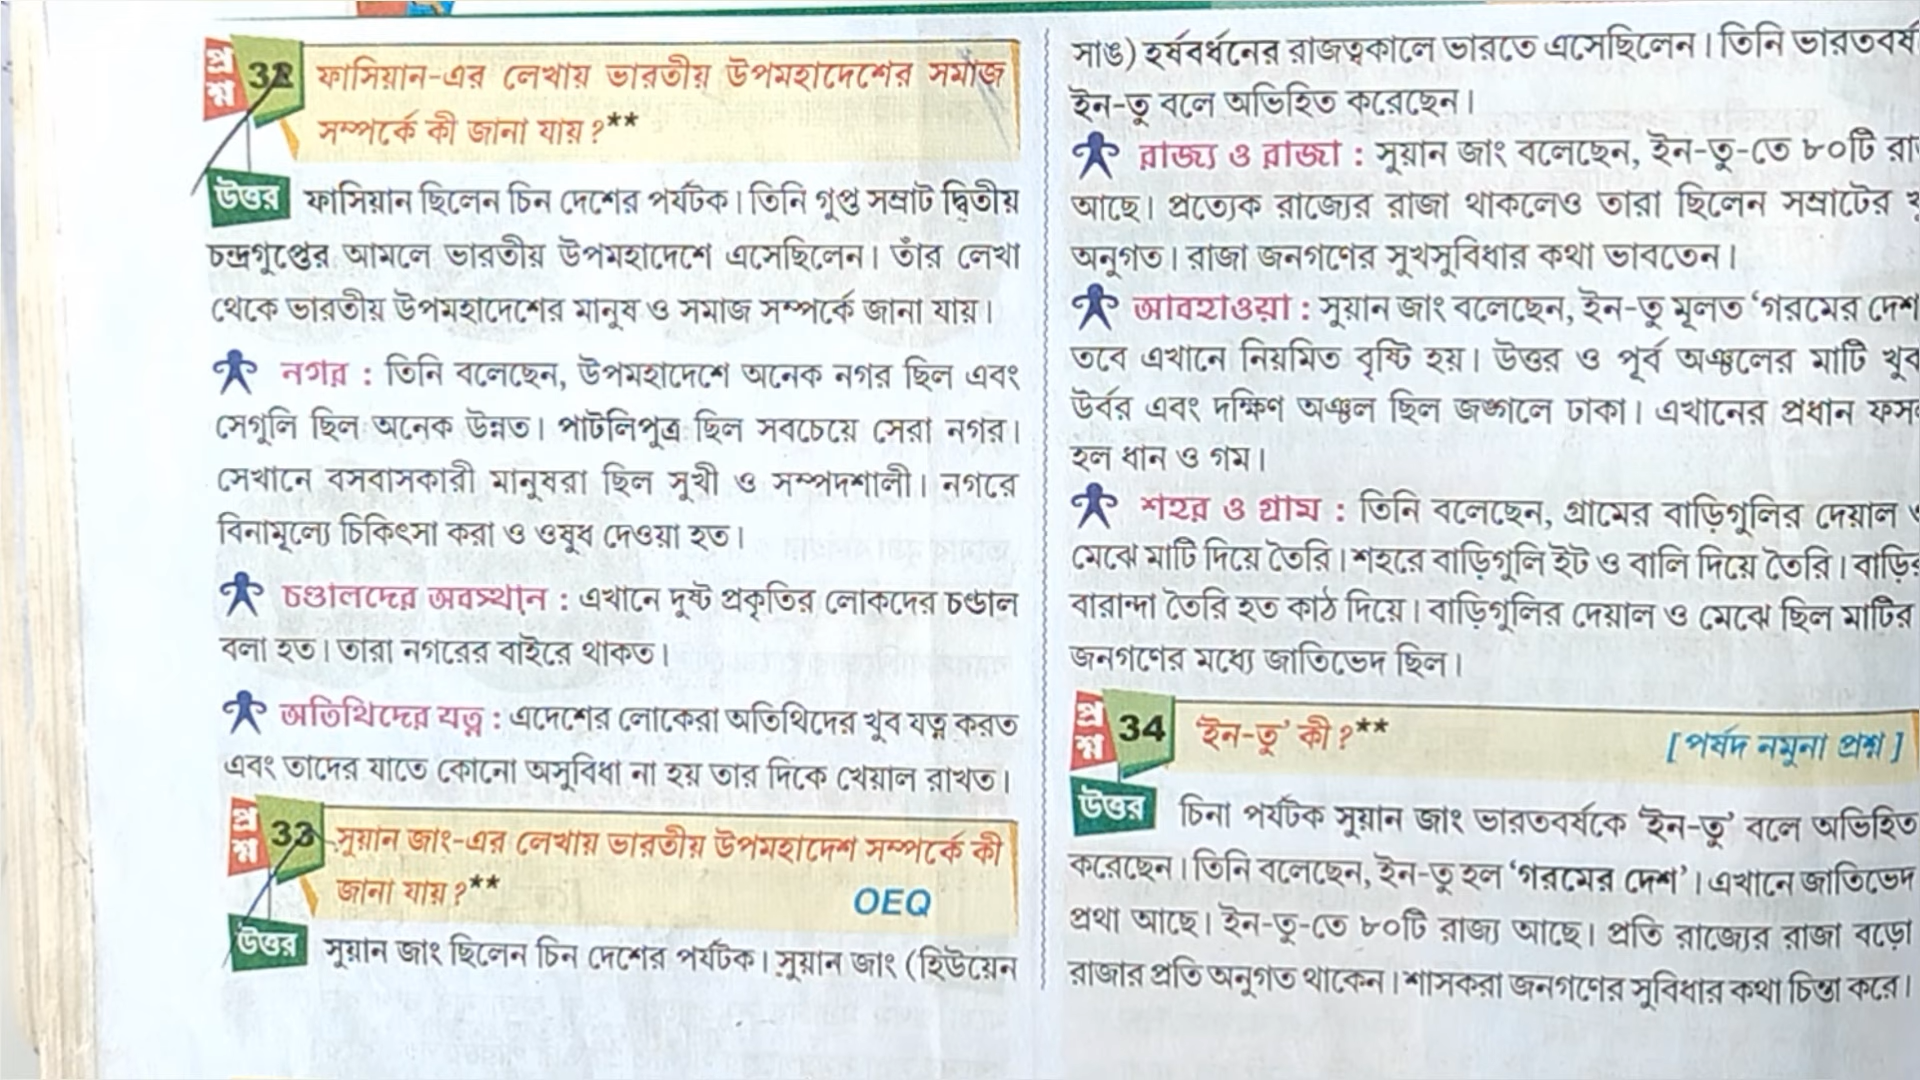 প্রশ্ন 32 ফাসিয়ান-এর লেখায় ভারতীয় উপমহাদেশের সমাজ
সম্পর্কে কী জানা যায়?**
উত্তর ফাসিয়ান ছিলেন চিন দেশের পর্যটক। তিনি গুপ্ত সম্রাট দ্বিতীয়
চন্দ্রগুপ্তের আমলে ভারতীয় উপমহাদেশে এসেছিলেন। তাঁর লেখা
থেকে ভারতীয় উপমহাদেশের মানুষ ও সমাজ সম্পর্কে জানা যায়।
নগর : তিনি বলেছেন, উপমহাদেশে অনেক নগর ছিল এবং
সেগুলি ছিল অনেক উন্নত। পাটলিপুত্র ছিল সবচেয়ে সেরা নগর।
সেখানে বসবাসকারী মানুষরা ছিল সুখী ও সম্পদশালী। নগরে
বিনামূল্যে চিকিৎসা করা ও ওষুধ দেওয়া হত।
চণ্ডালদের অবস্থান : এখানে দুষ্ট প্রকৃতির লোকদের চণ্ডাল
বলা হত। তারা নগরের বাইরে থাকত।
অতিথিদের যত্ন : এদেশের লোকেরা অতিথিদের খুব যত্ন করত
এবং তাদের যাতে কোনো অসুবিধা না হয় তার দিকে খেয়াল রাখত।
প্রশ্ন 33 সুয়ান জাং-এর লেখায় ভারতীয় উপমহাদেশ সম্পর্কে কী
জানা যায়?** OEQ
উত্তর সুয়ান জাং ছিলেন চিন দেশের পর্যটক। সুয়ান জাং (হিউয়েন
সাঙ) হর্ষবর্ধনের রাজত্বকালে ভারতে এসেছিলেন। তিনি ভারতবর্ষ
ইন-তু বলে অভিহিত করেছেন।
রাজ্য ও রাজা : সুয়ান জাং বলেছেন, ইন-তু-তে ৮০টি রা
আছে। প্রত্যেক রাজ্যের রাজা থাকলেও তারা ছিলেন সম্রাটের
অনুগত। রাজা জনগণের সুখসুবিধার কথা ভাবতেন।
আবহাওয়া : সুয়ান জাং বলেছেন, ইন-তু মূলত ‘গরমের দেশ
তবে এখানে নিয়মিত বৃষ্টি হয়। উত্তর ও পূর্ব অঞ্চলের মাটি খুব
উর্বর এবং দক্ষিণ অঞ্চল ছিল জঙ্গলে ঢাকা। এখানের প্রধান ফস
হল ধান ও গম।
শহর ও গ্রাম : তিনি বলেছেন, গ্রামের বাড়িগুলির দেয়াল ও
মেঝে মাটি দিয়ে তৈরি। শহরে বাড়িগুলি ইট ও বালি দিয়ে তৈরি। বাড়ির
বারান্দা তৈরি হত কাঠ দিয়ে। বাড়িগুলির দেয়াল ও মেঝে ছিল মাটির
জনগণের মধ্যে জাতিভেদ ছিল।
প্রশ্ন 34 ‘ইন-তু’ কী?** [পর্ষদ নমুনা প্রশ্ন]
উত্তর চিনা পর্যটক সুয়ান জাং ভারতবর্ষকে ‘ইন-তু’ বলে অভিহিত
করেছেন। তিনি বলেছেন, ইন-তু হল ‘গরমের দেশ’। এখানে জাতিভেদ
প্রথা আছে। ইন-তু-তে ৮০টি রাজ্য আছে। প্রতি রাজ্যের রাজা বড়ো
রাজার প্রতি অনুগত থাকেন। শাসকরা জনগণের সুবিধার কথা চিন্তা করে।